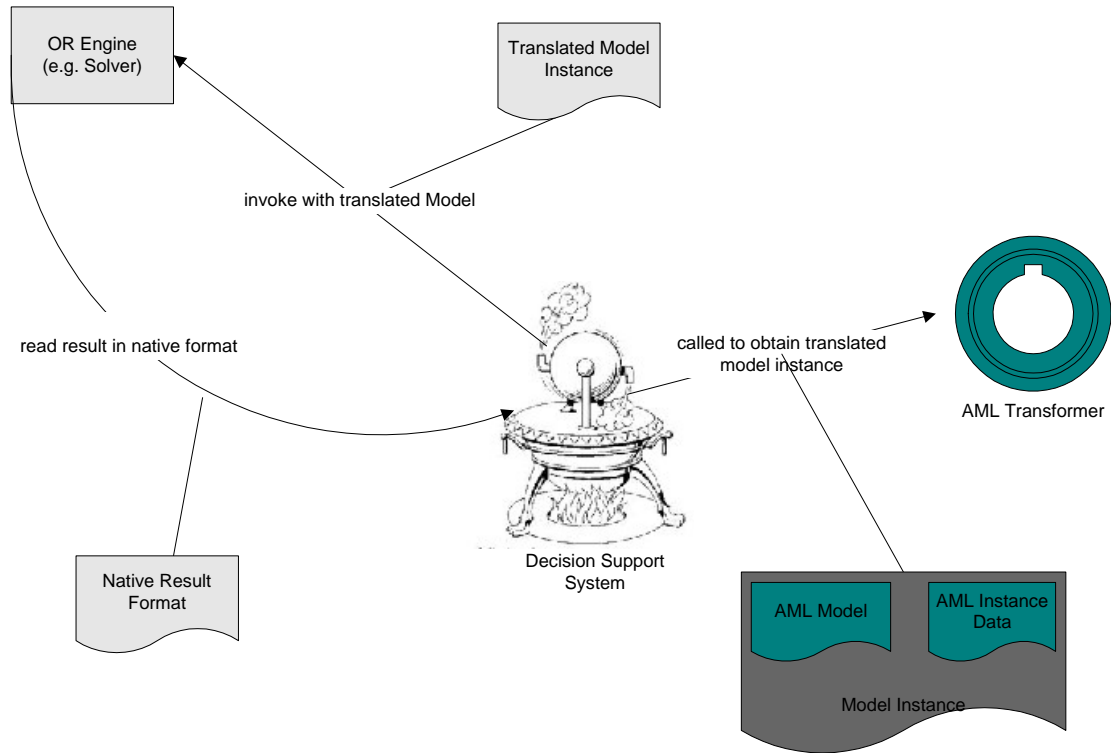 OR Engine
(e.g. Solver)
Translated Model
Instance
invoke with translated Model
read result in native format
called to obtain translated
model instance
AML Transformer
Decision Support
System
Native Result
Format
AML Model
AML Instance
Data
Model Instance